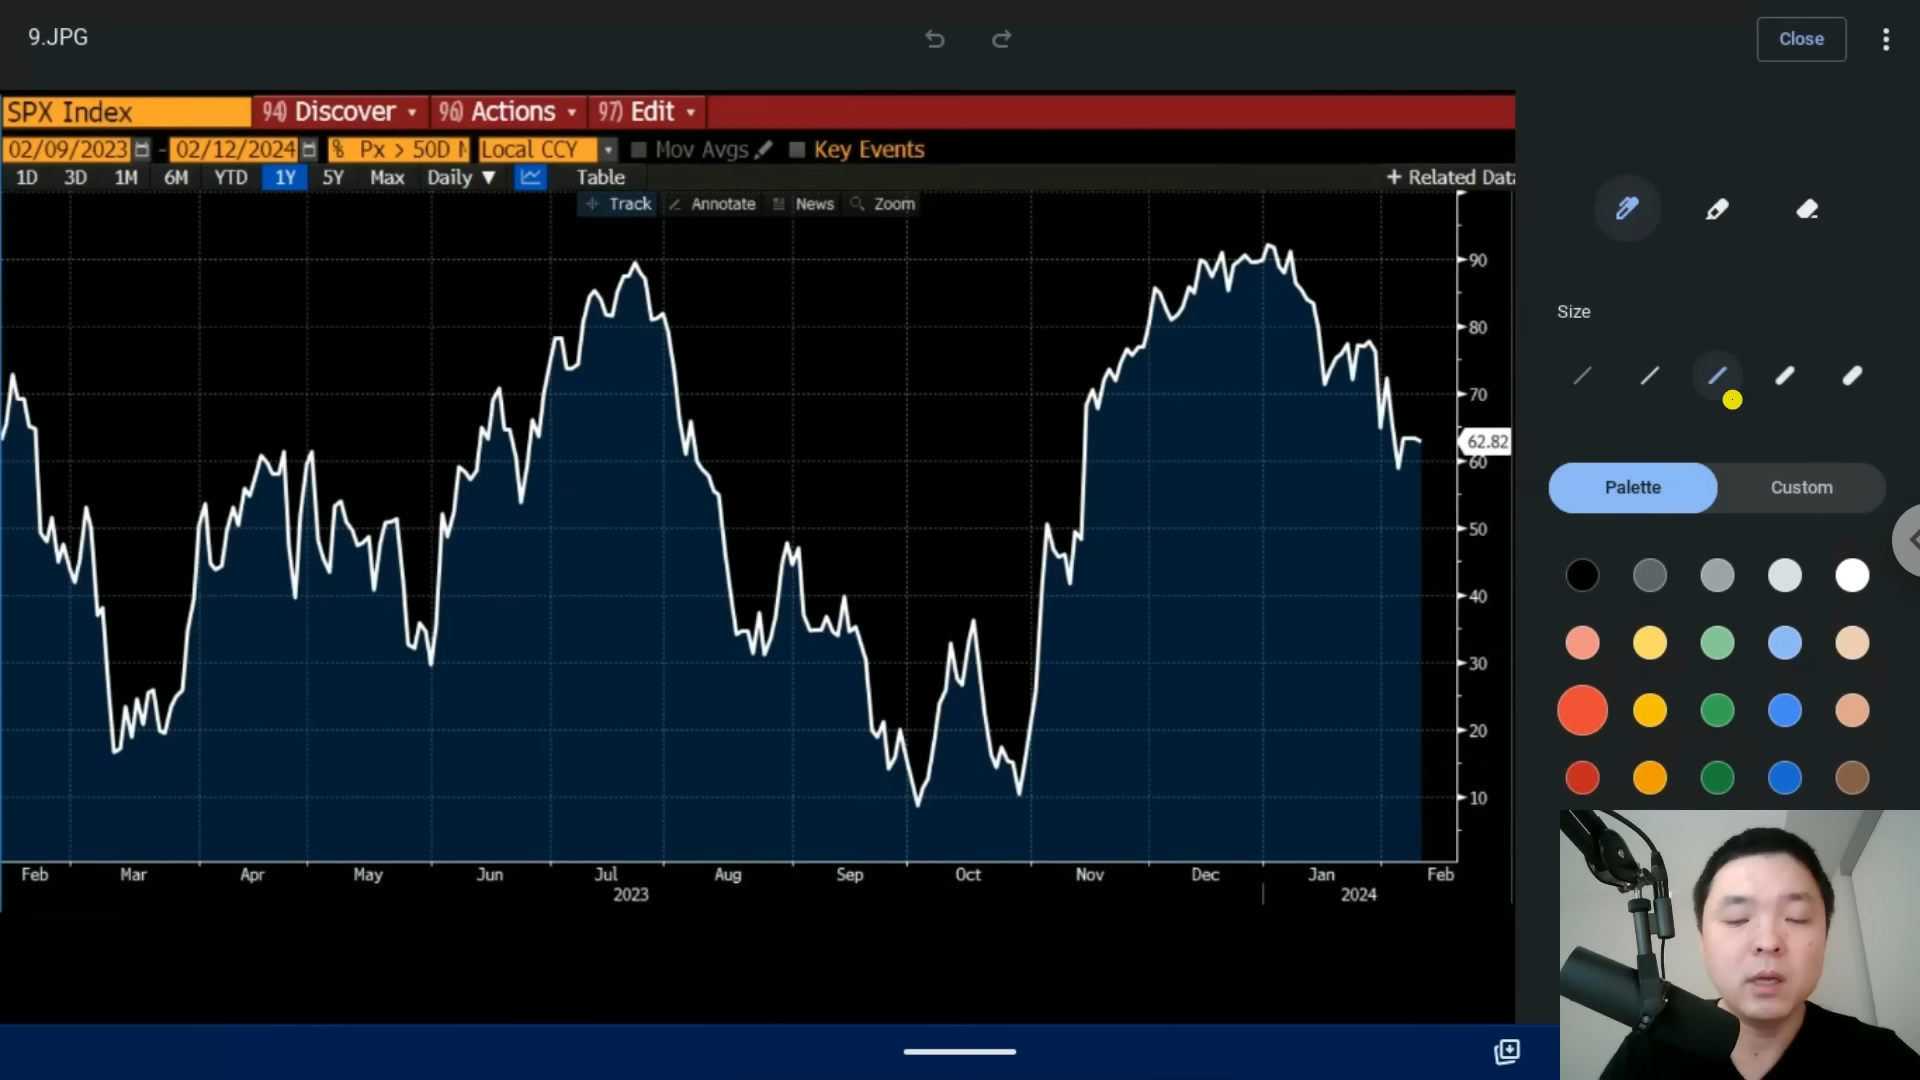 9.JPG
Close
SPX Index 94) Discover 96) Actions 97) Edit
02/09/2023 - 02/12/2024 % Px > 50D M Local CCY Mov Avgs Key Events
1D 3D 1M 6M YTD 1Y 5Y Max Daily ▼ Table + Related Data
Track Annotate News Zoom
Size
90
80
70
62.82
60
50
40
30
20
10
Palette Custom
Feb Mar Apr May Jun Jul Aug Sep Oct Nov Dec Jan Feb
2023 2024